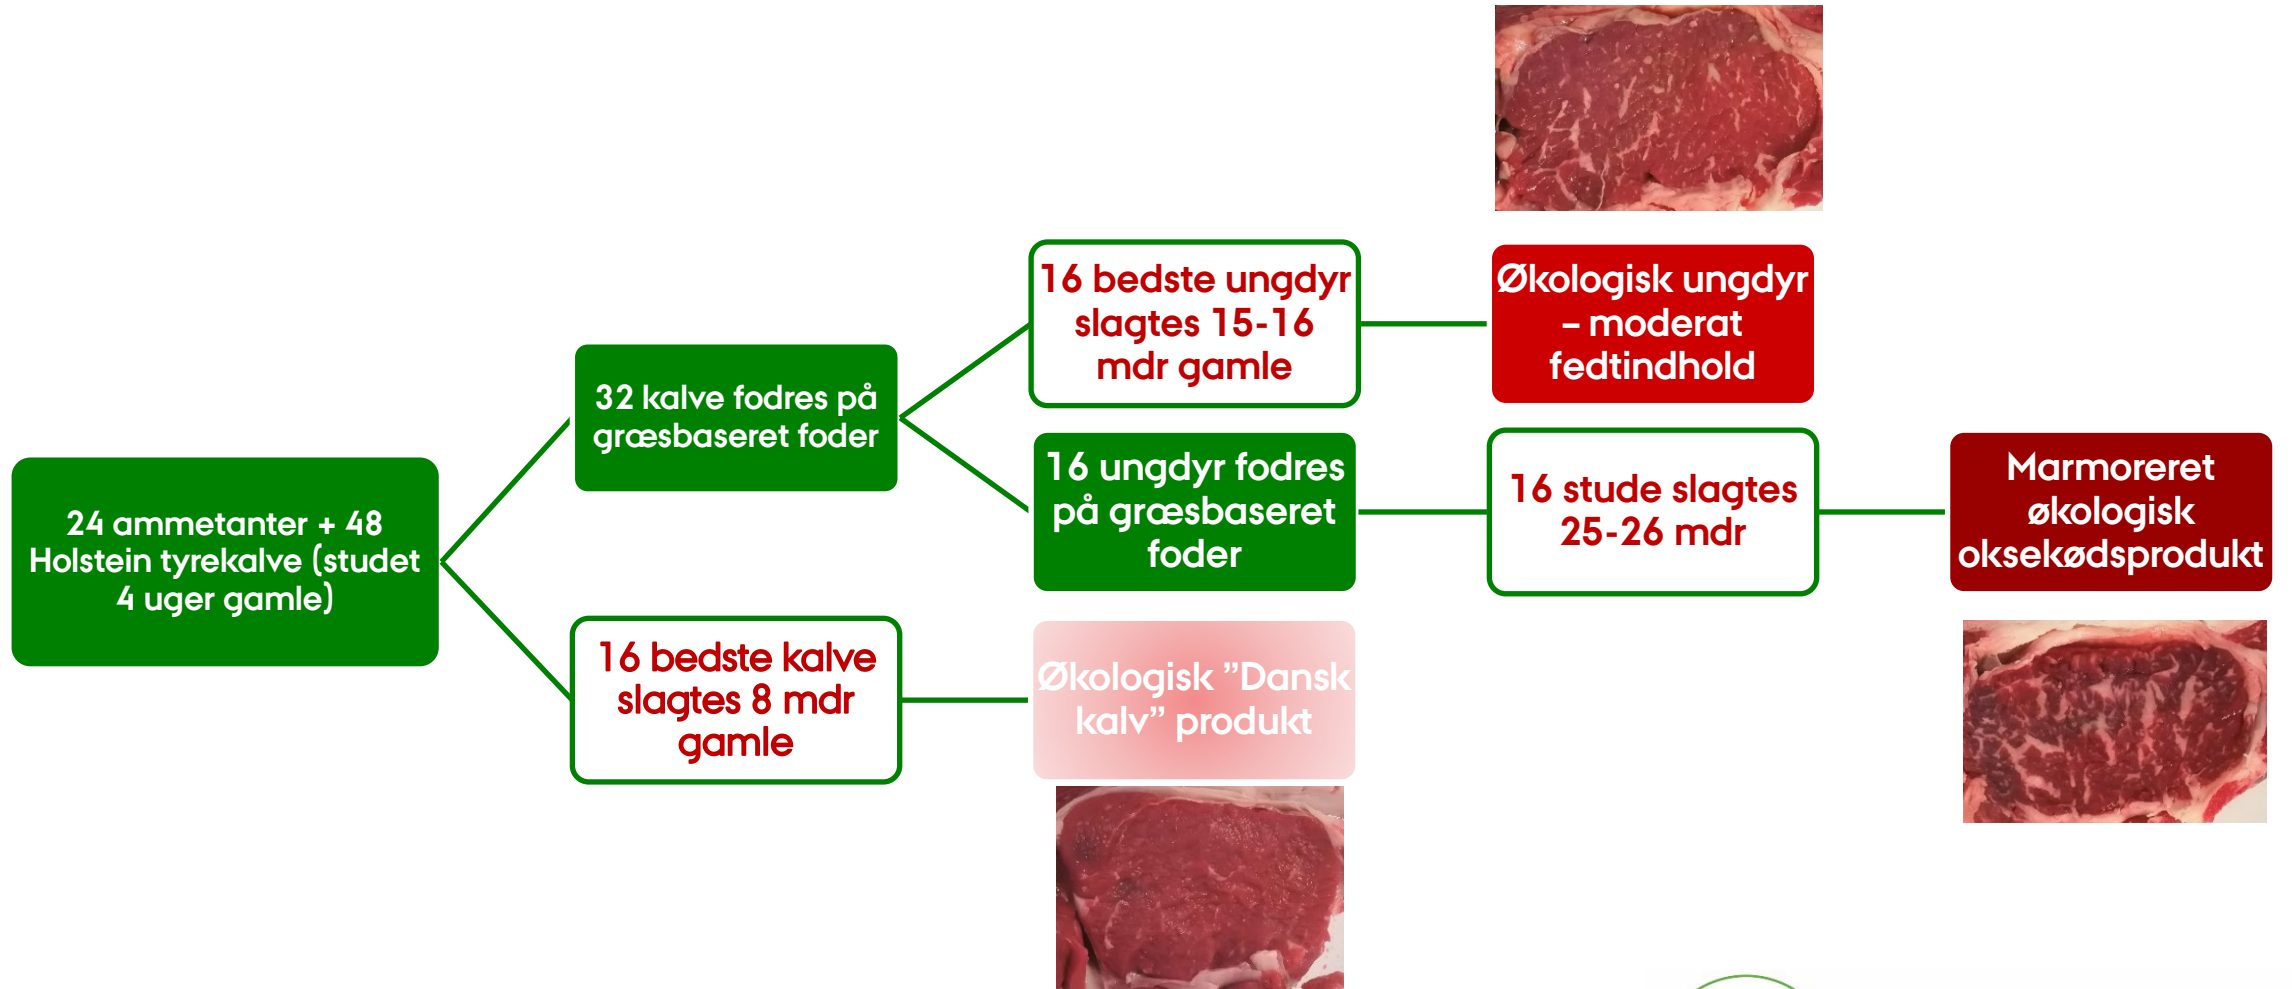 24 ammetanter + 48
Holstein tyrekalve (studet
4 uger gamle)
32 kalve fodres på
græsbaseret foder
16 bedste kalve
slagtes 8 mdr
gamle
16 bedste ungdyr
slagtes 15-16
mdr gamle
16 ungdyr fodres
på græsbaseret
foder
Økologisk ”Dansk
kalv” produkt
Økologisk ungdyr
– moderat
fedtindhold
16 stude slagtes
25-26 mdr
Marmoreret
økologisk
oksekødsprodukt